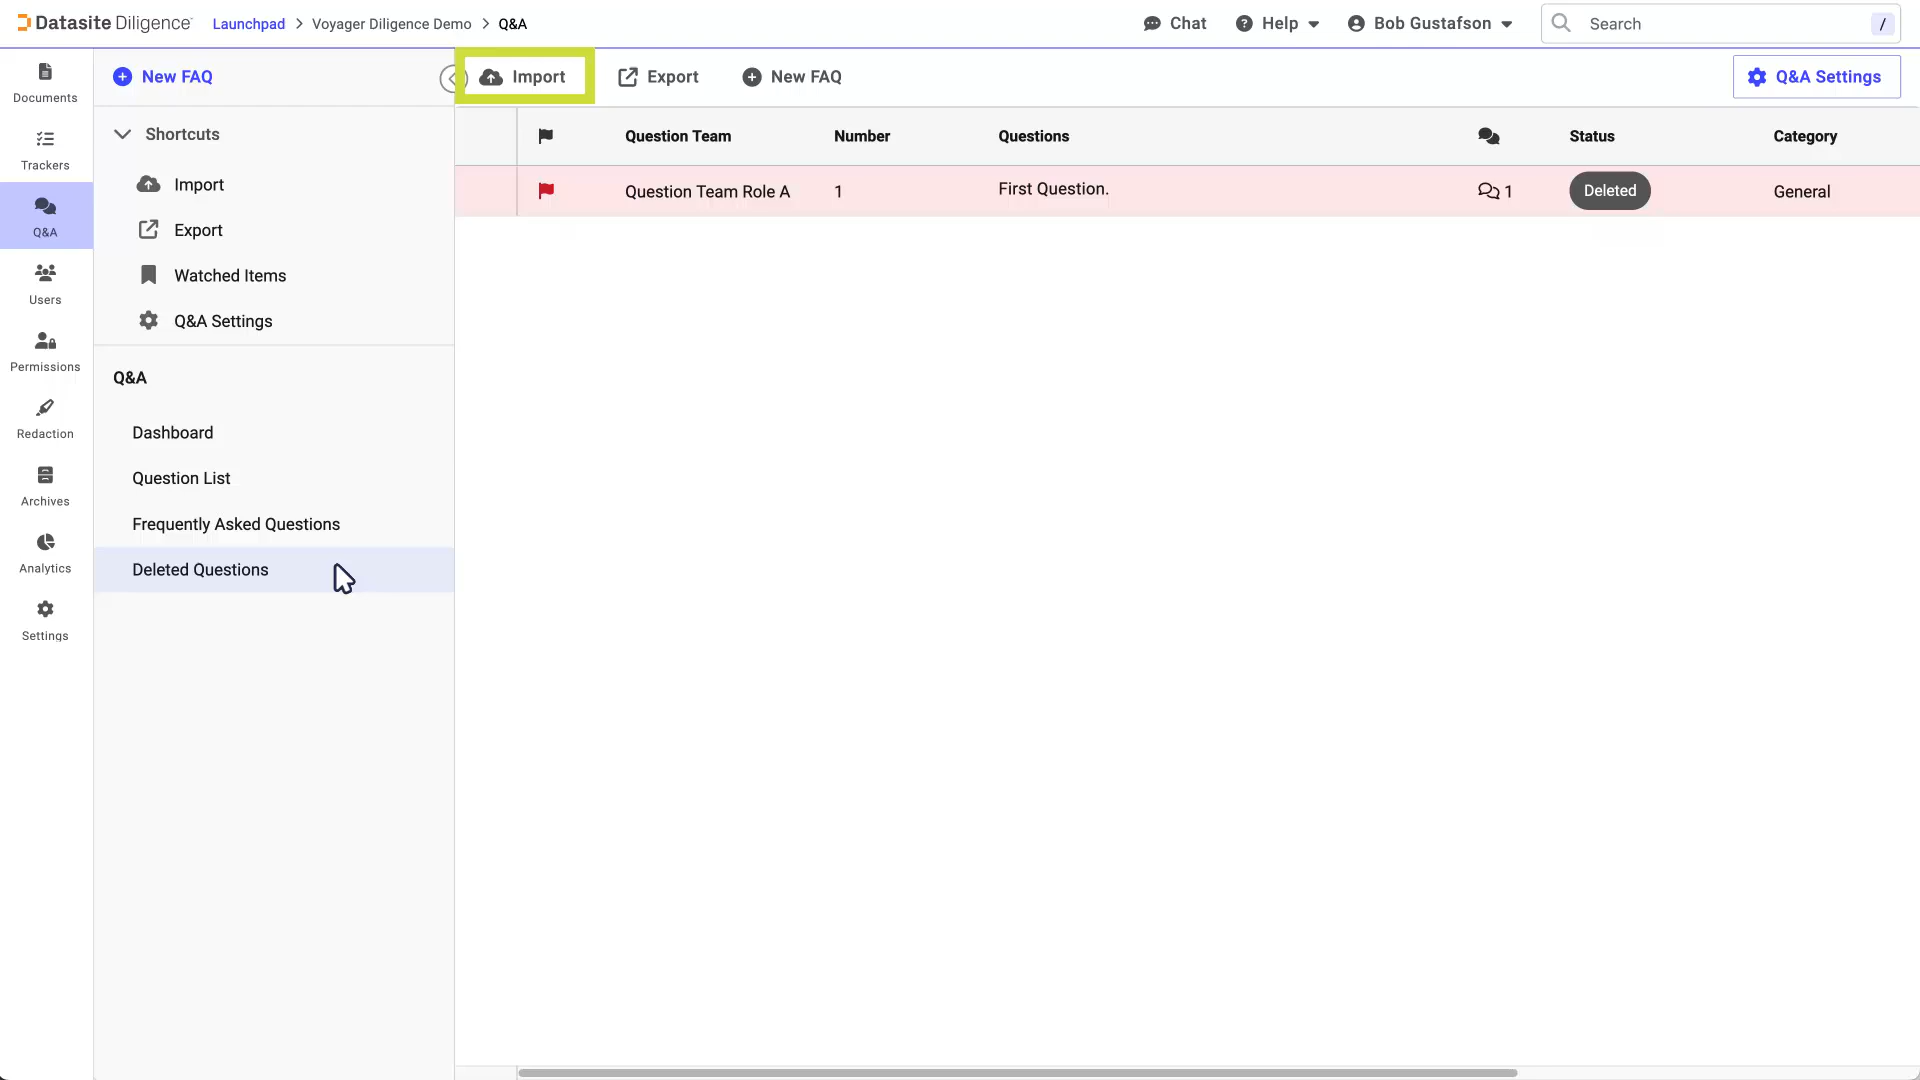 Datasite Diligence Launchpad > Voyager Diligence Demo > Q&A Chat Help Bob Gustafson Search /
Documents
Trackers
Q&A
Users
Permissions
Redaction
Archives
Analytics
Settings
New FAQ
Shortcuts
Import
Export
Watched Items
Q&A Settings
Q&A
Dashboard
Question List
Frequently Asked Questions
Deleted Questions
Import Export New FAQ Q&A Settings
Question Team Number Questions Status Category
Question Team Role A 1 First Question. 1 Deleted General